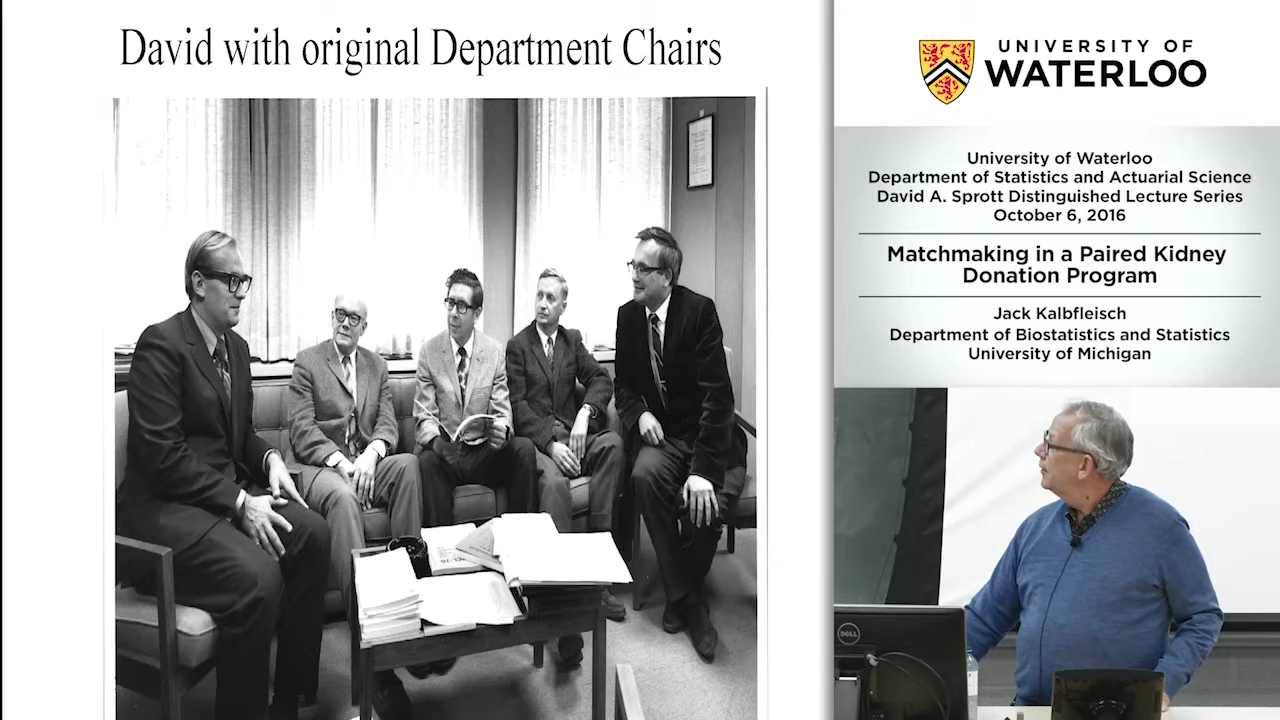 David with original Department Chairs
UNIVERSITY OF
WATERLOO
University of Waterloo
Department of Statistics and Actuarial Science
David A. Sprott Distinguished Lecture Series
October 6, 2016
Matchmaking in a Paired Kidney
Donation Program
Jack Kalbfleisch
Department of Biostatistics and Statistics
University of Michigan
DELL